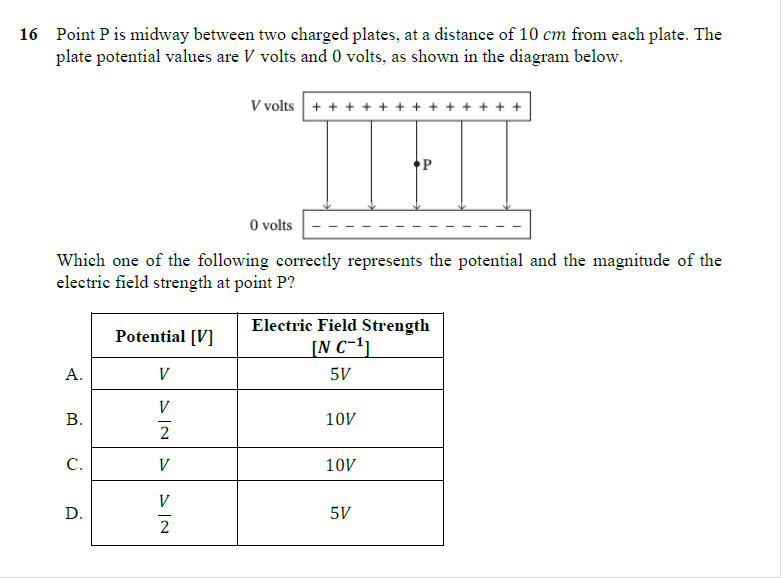 16 Point P is midway between two charged plates, at a distance of 10 cm from each plate. The
plate potential values are V volts and 0 volts, as shown in the diagram below.
V volts + + + + + + + + + + + + +
P
0 volts − − − − − − − − − − − − −
Which one of the following correctly represents the potential and the magnitude of the
electric field strength at point P?
Potential [V] Electric Field Strength
[N C⁻¹]
A. V 5V
B. V/2 10V
C. V 10V
D. V/2 5V